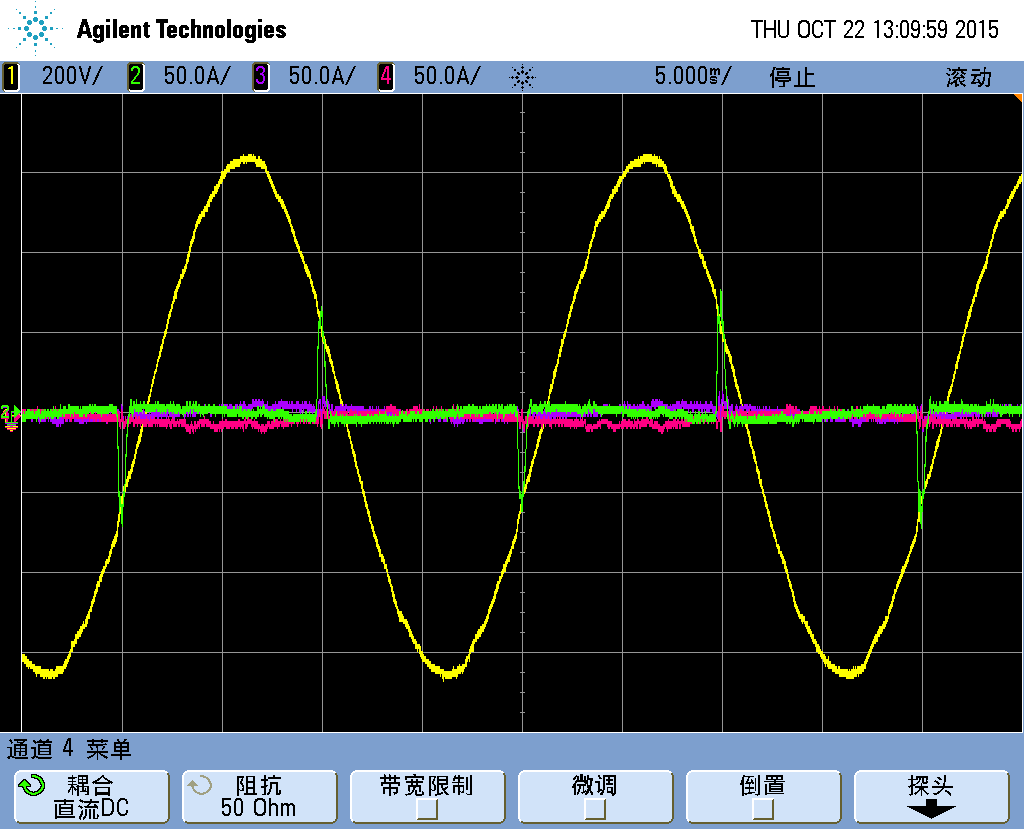 Agilent Technologies THU OCT 22 13:09:59 2015
1 200V/ 2 50.0A/ 3 50.0A/ 4 50.0A/ 5.000s/ 停止 滚动
通道 4 菜单
耦合 阻抗 带宽限制 微调 倒置 探头
直流DC 50 Ohm